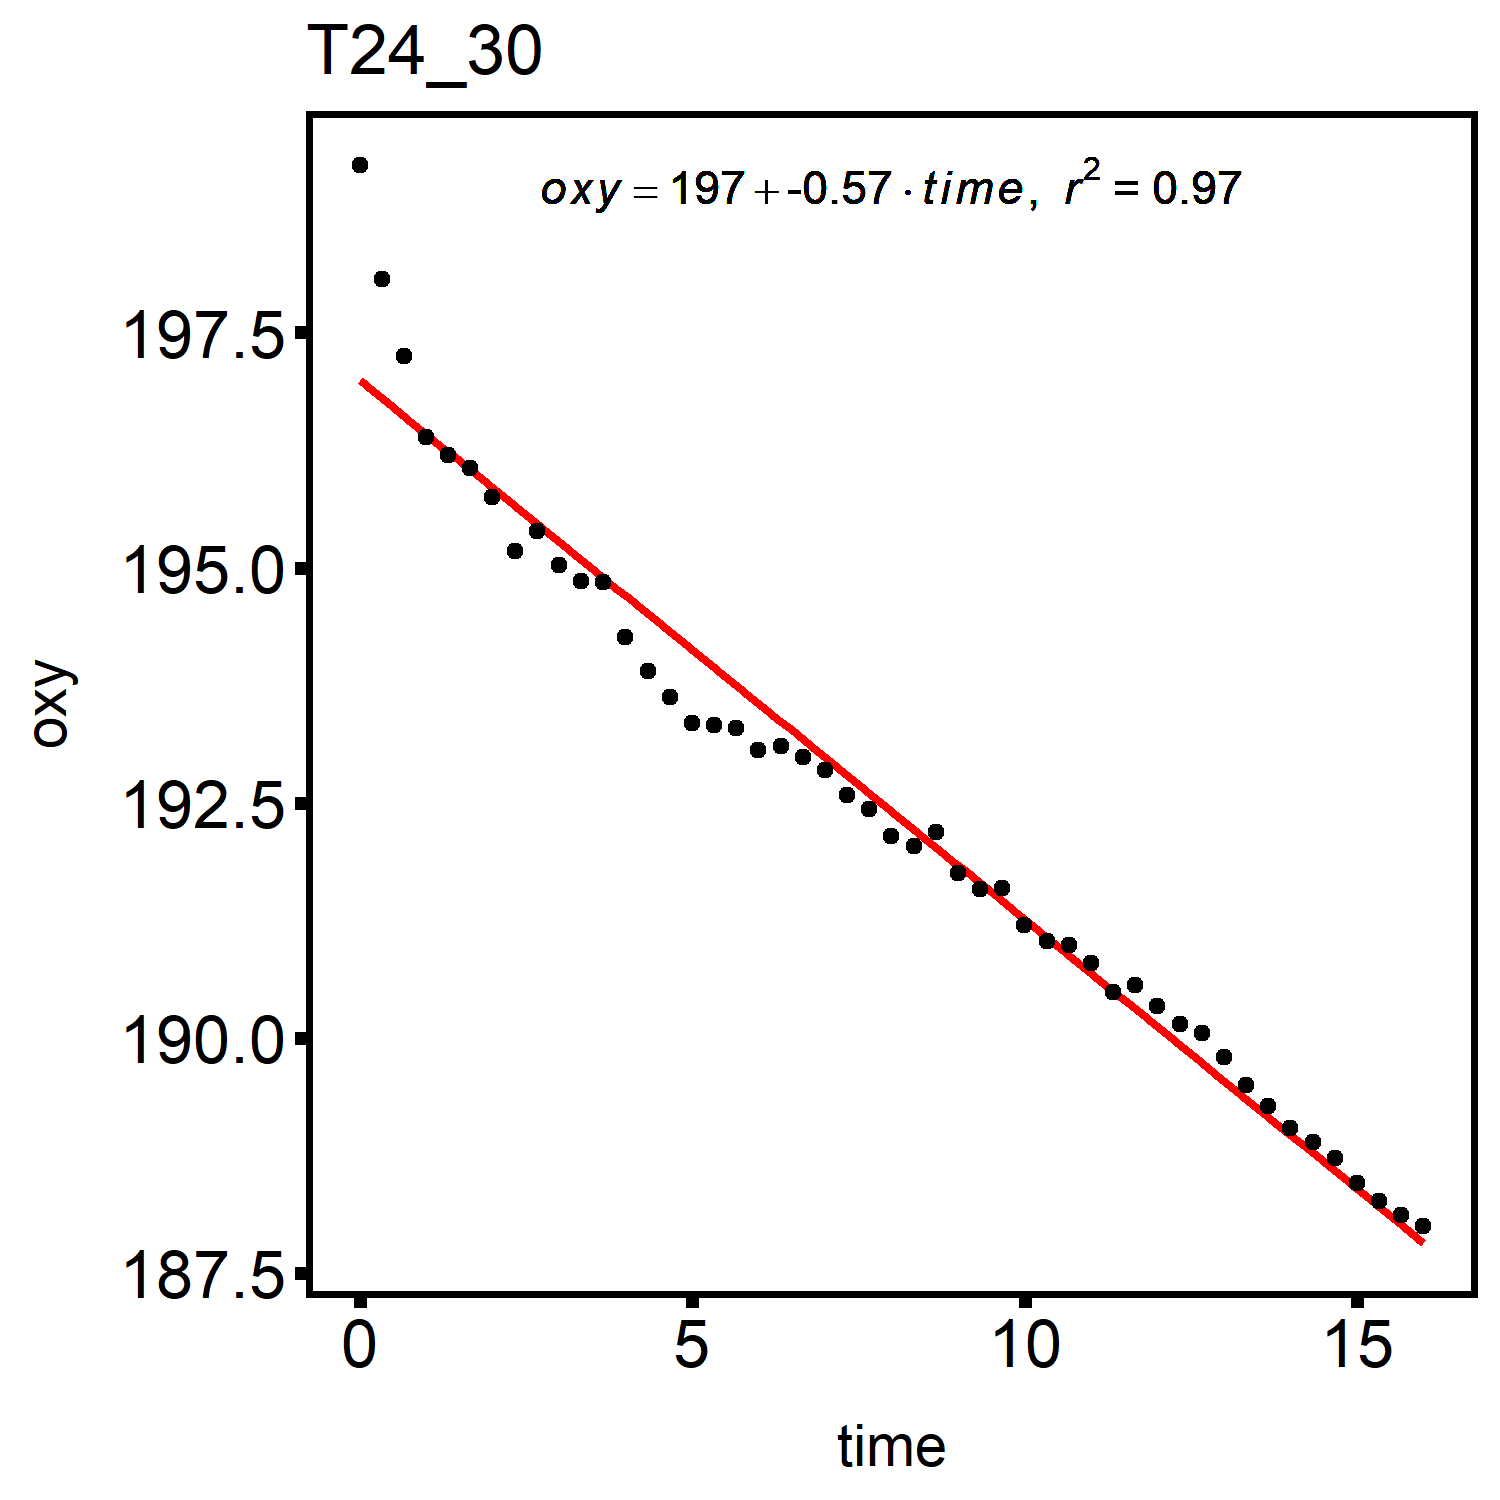 T24_30
oxy = 197 + -0.57 · time, r² = 0.97
197.5
195.0
192.5
190.0
187.5
oxy
0 5 10 15
time